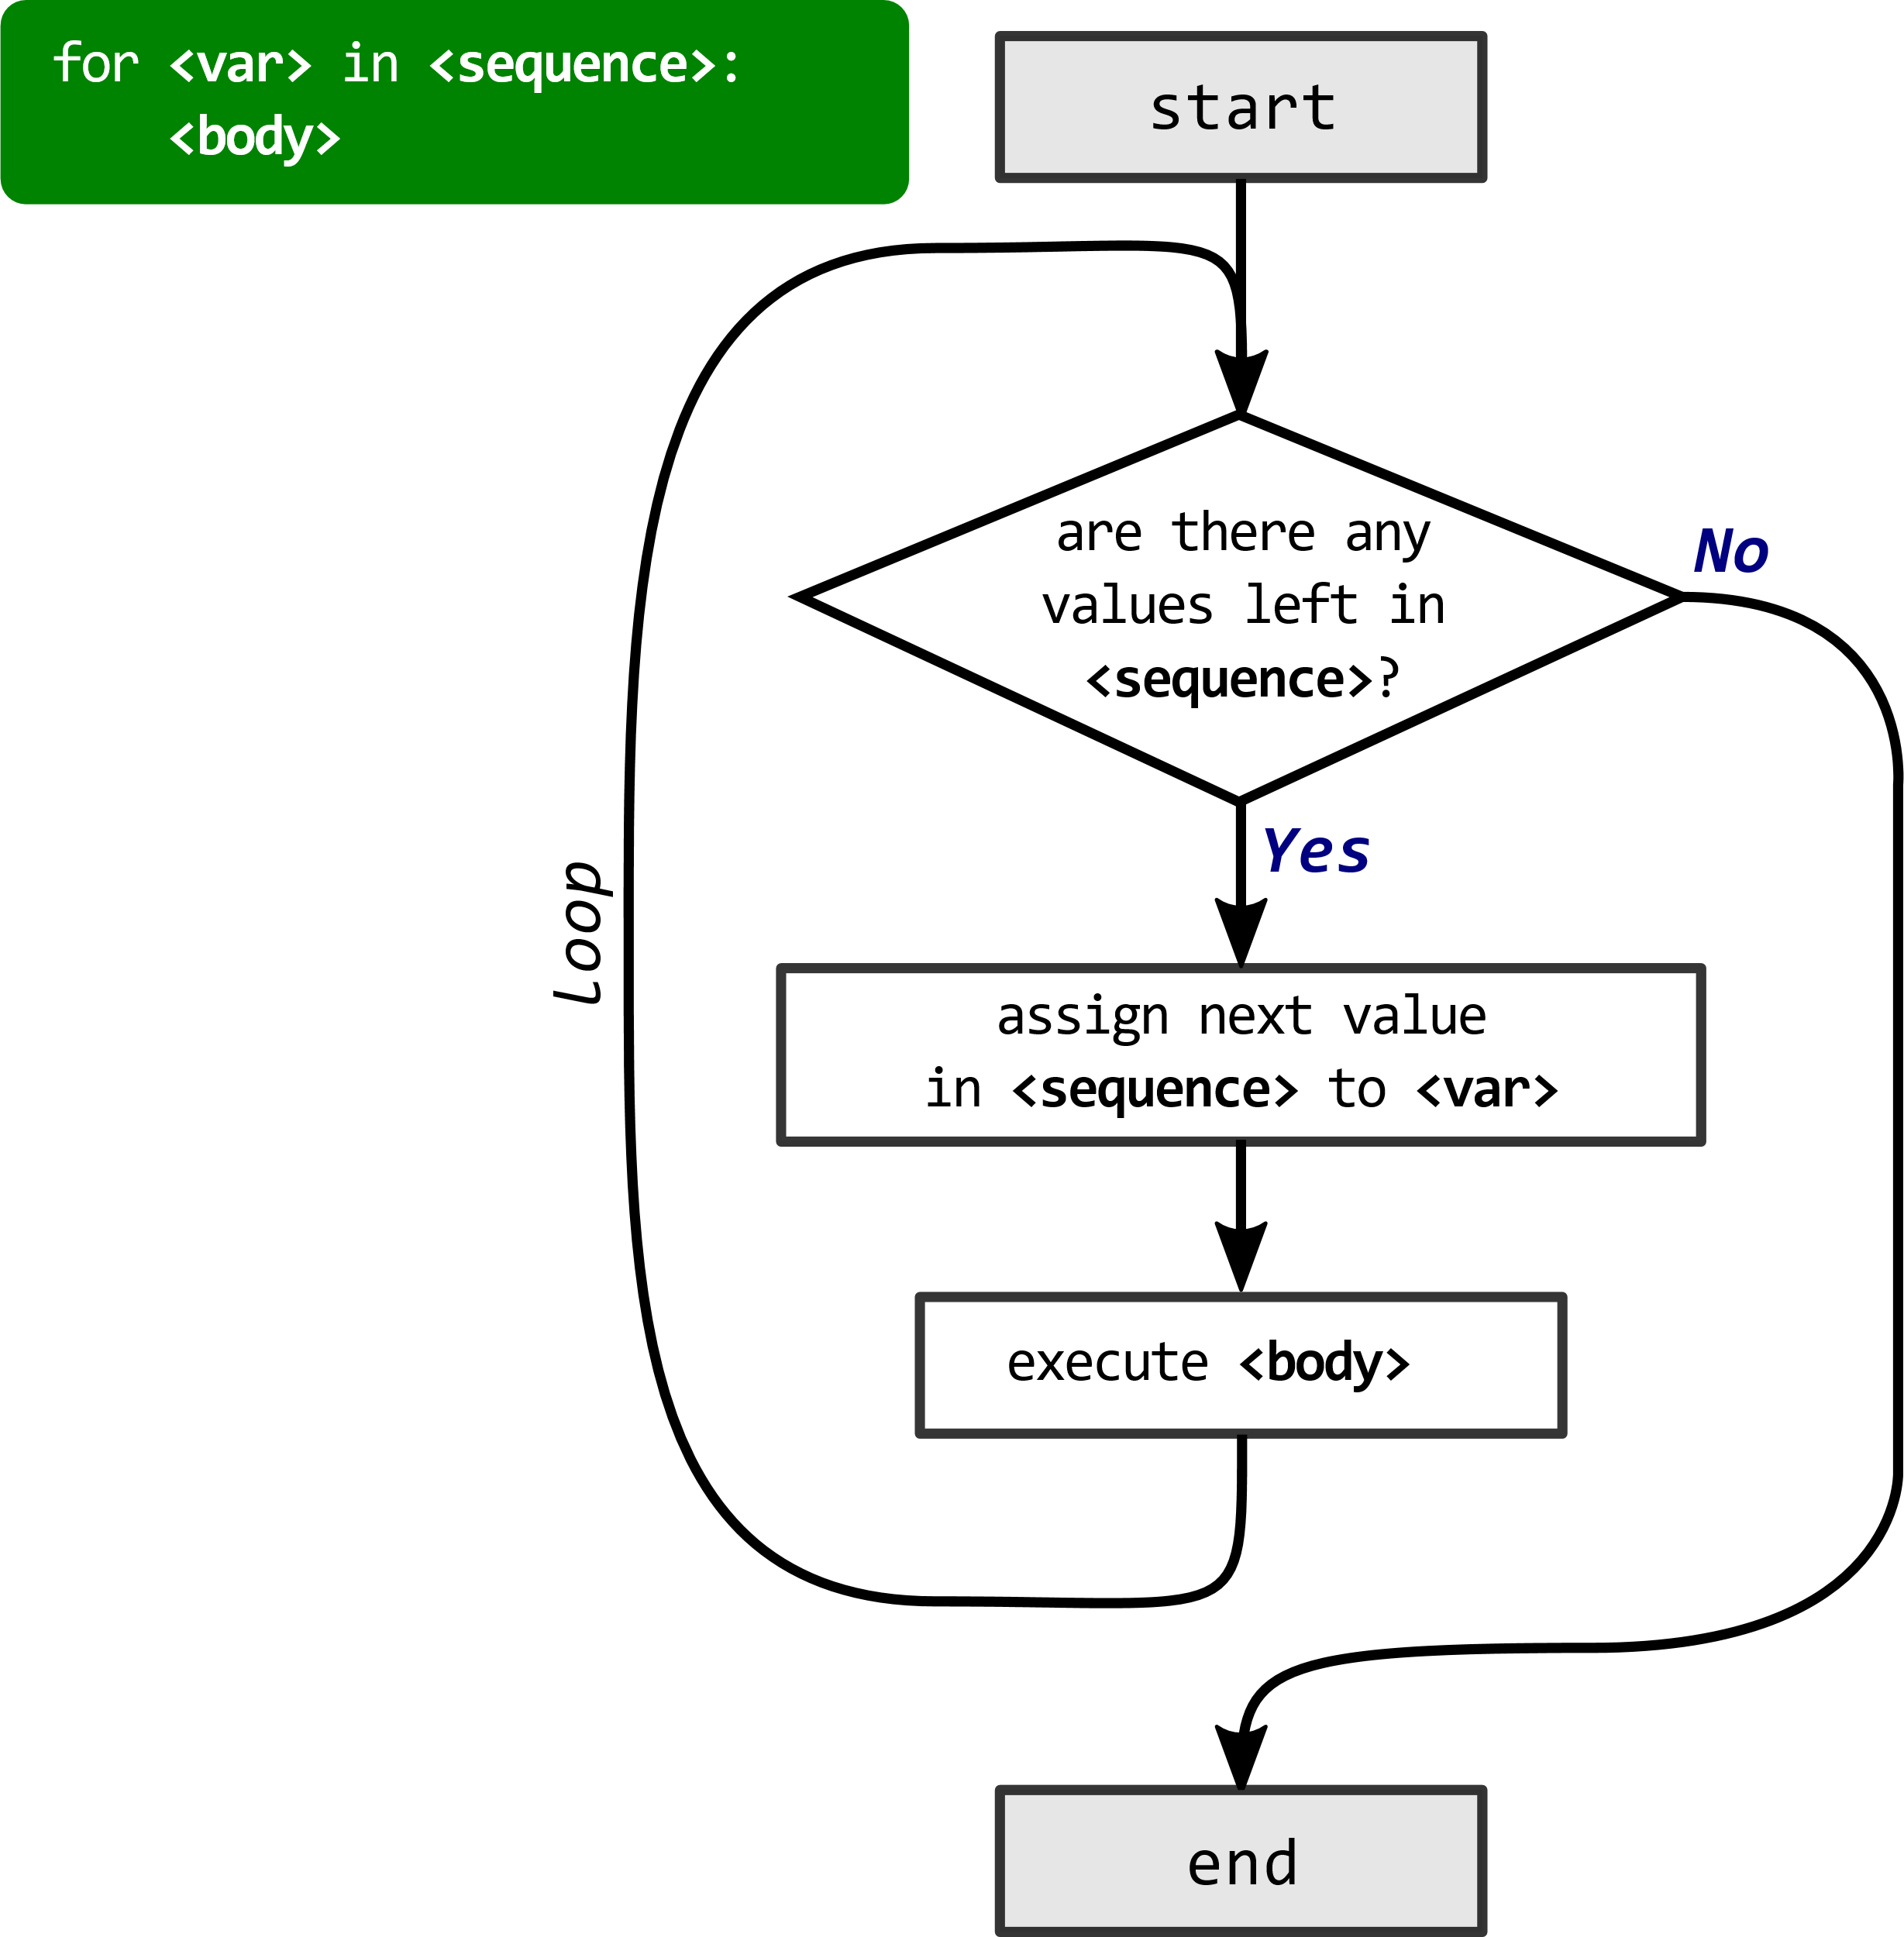 for <var> in <sequence>:
<body>
start
are there any
values left in
<sequence>?
No
Yes
loop
assign next value
in <sequence> to <var>
execute <body>
end